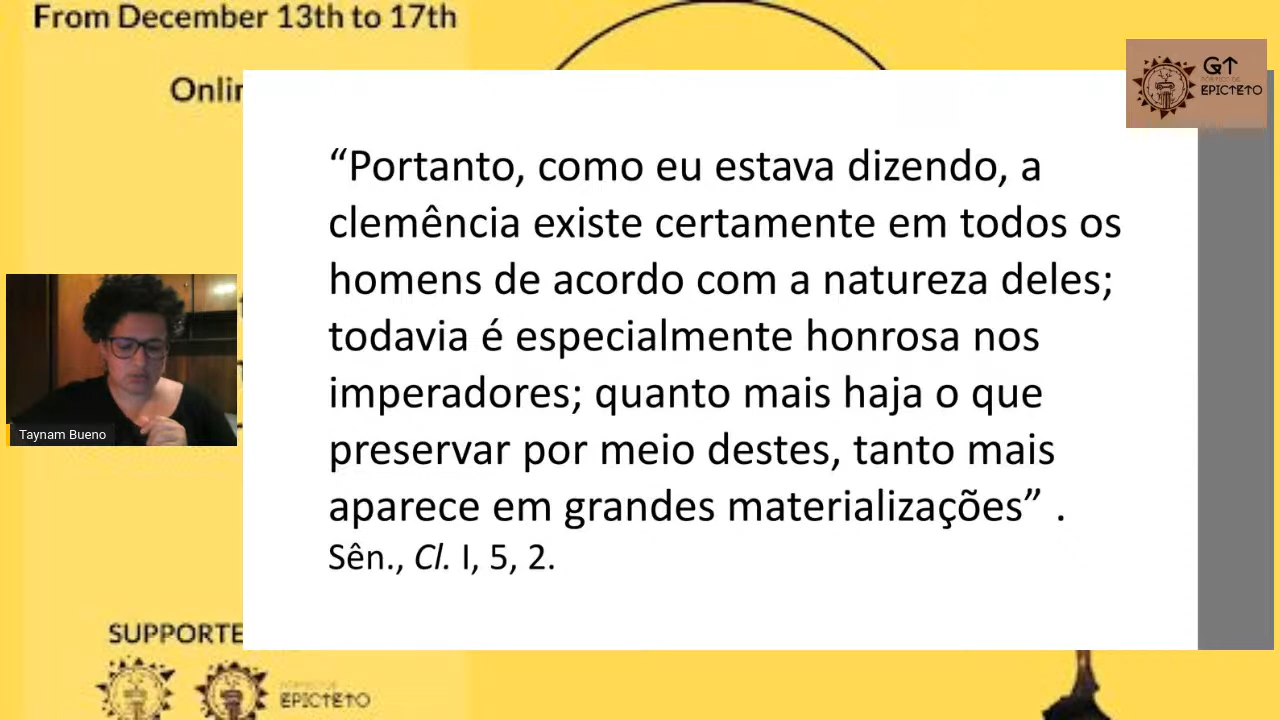 From December 13th to 17th
Onlin
GT
EPICTETO
“Portanto, como eu estava dizendo, a
clemência existe certamente em todos os
homens de acordo com a natureza deles;
todavia é especialmente honrosa nos
imperadores; quanto mais haja o que
preservar por meio destes, tanto mais
aparece em grandes materializações” .
Sên., Cl. I, 5, 2.
Taynam Bueno
SUPPORTE
EPICTETO